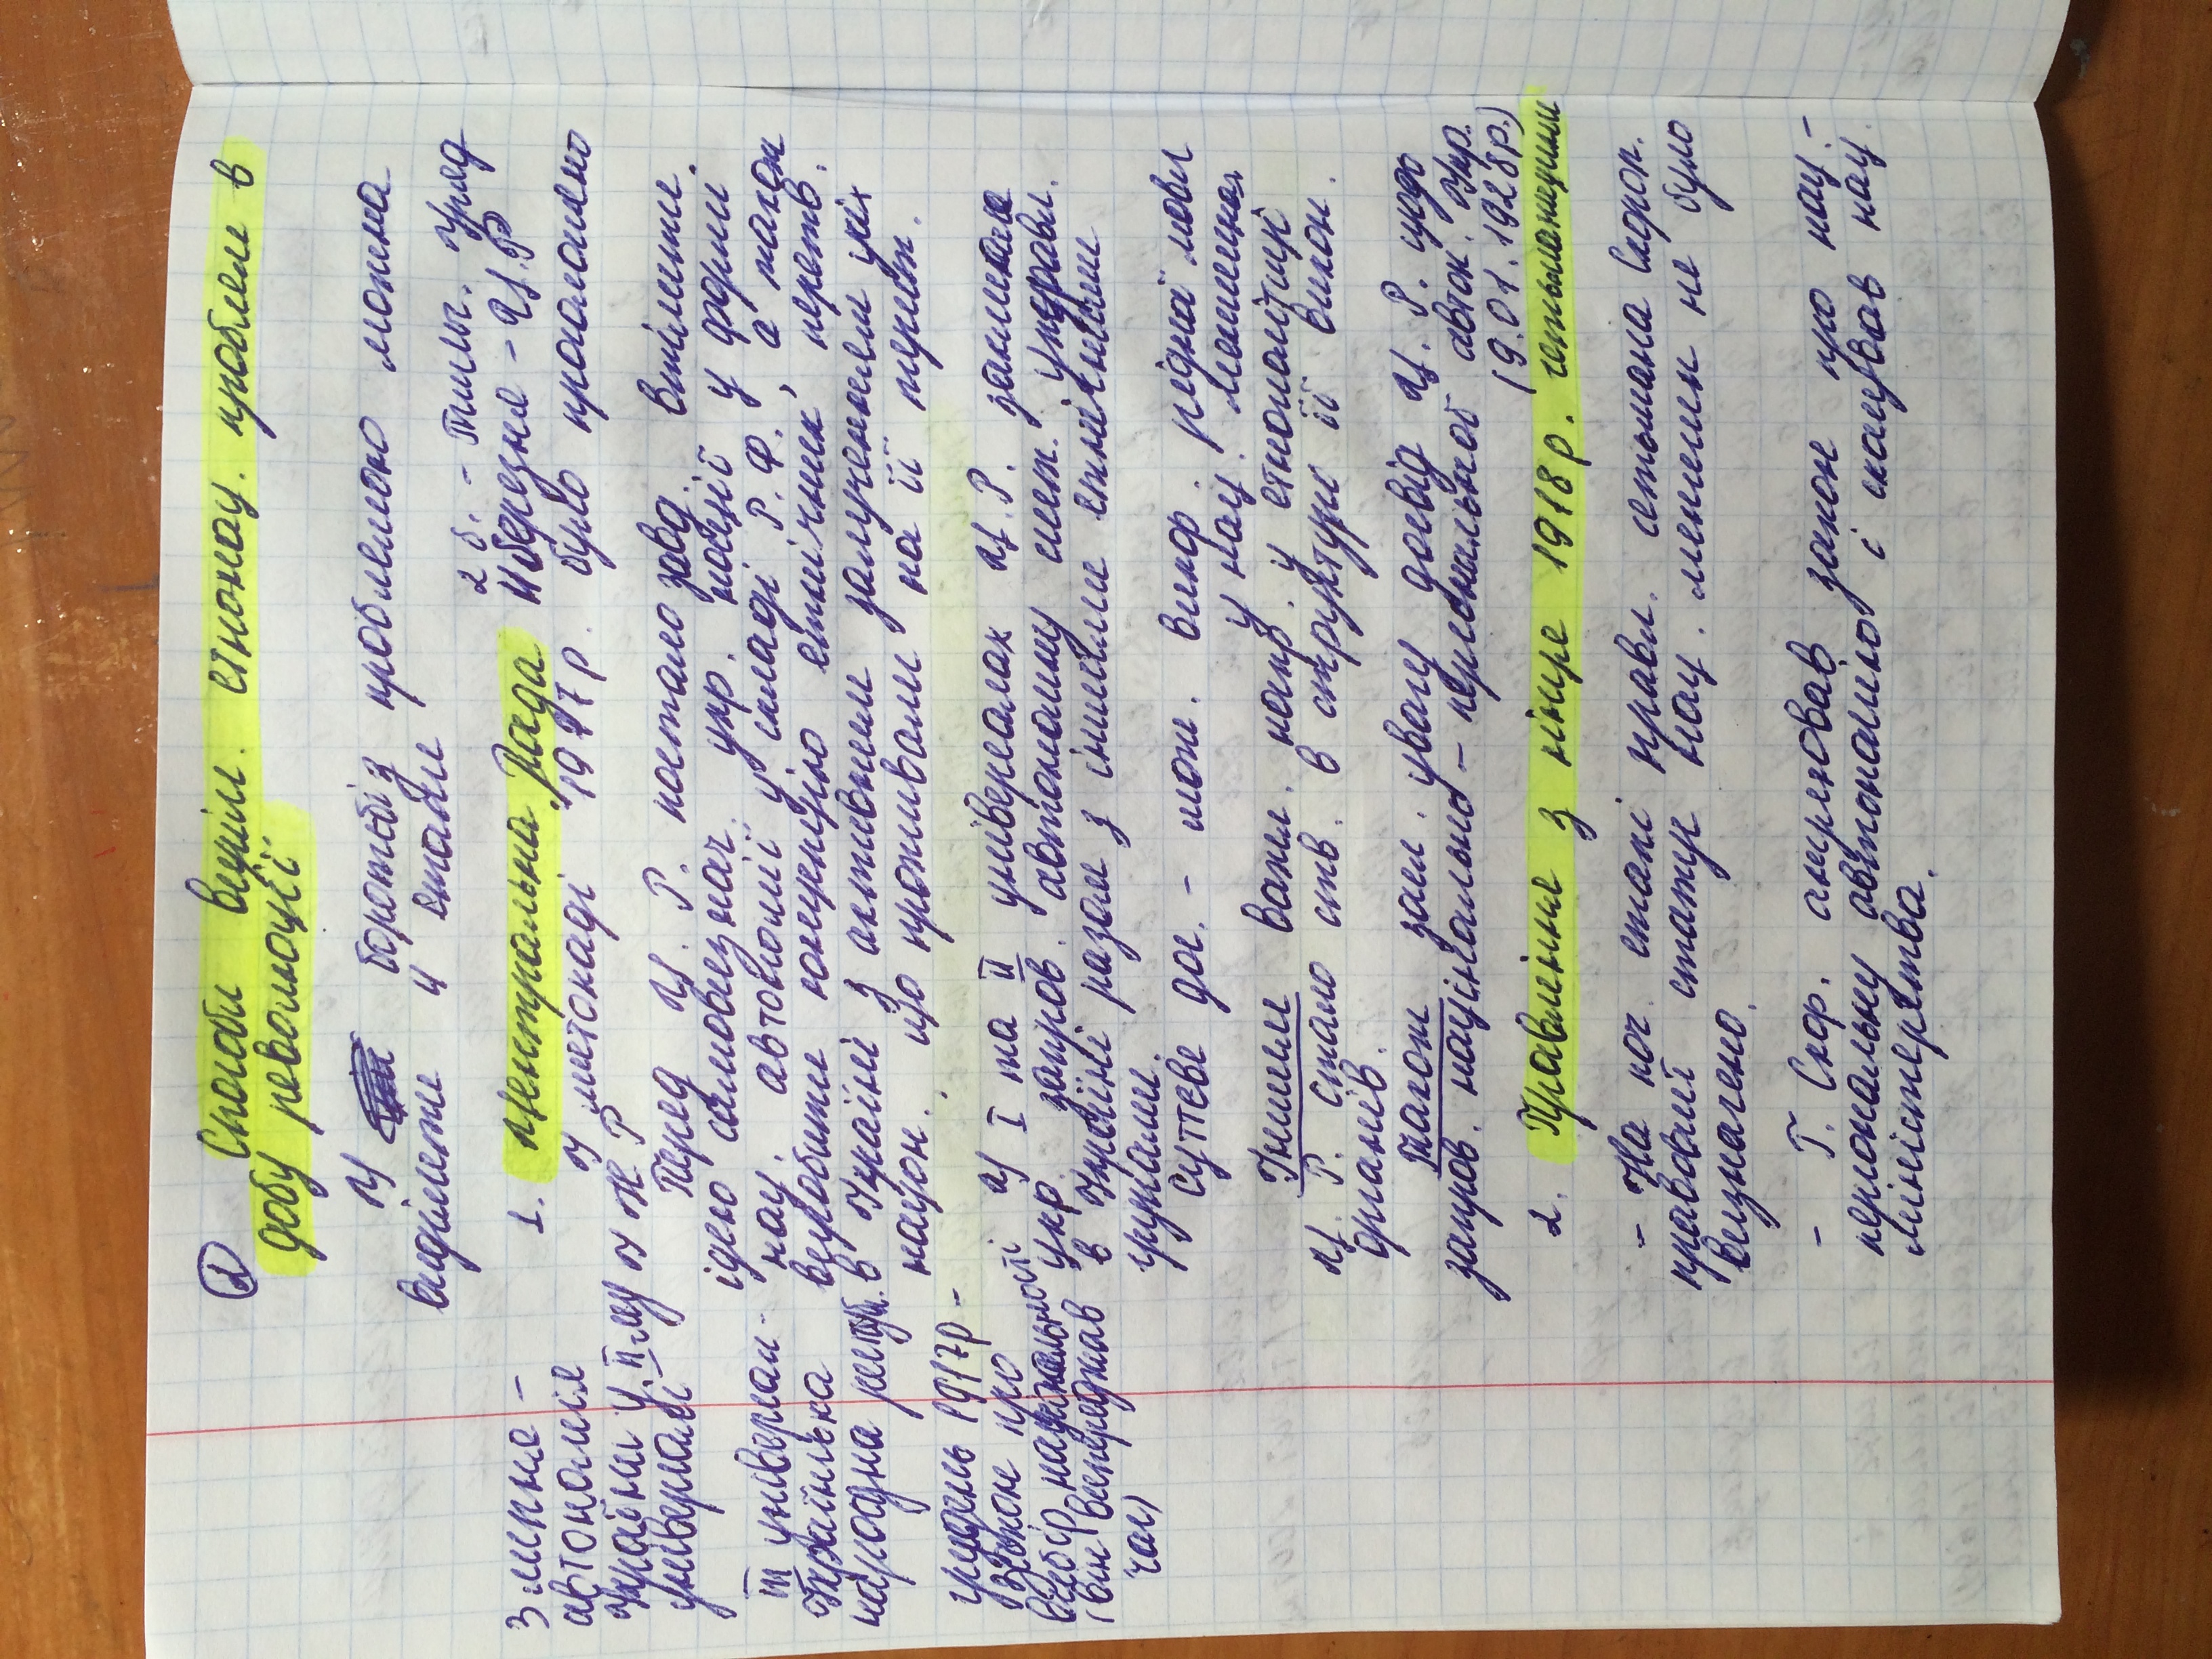 2 Способи виріш. етнонац. проблем в
добу революції
У боротьбі з проблемою можна
виділити 4 етапи
2 б. - Тимч. Уряд
1. Центральна Рада 4 березня - Ц.Р
У листопаді 1917р. було проголошено
У Н Р
Перед Ц. Р. постало завд. втілити
ідею самовизнач. укр. нації у формі
нац. автономії у складі Р.Ф., а також
виробити концепцію етнічних перетв.
в Україні з активним залученням усіх
націон. що проживали на її терит.
У I та II універсалах Ц.Р. закликала
укр. запров. автономну сист. управл.
в Україні разом з іншими етнічними
групами.
Суттєве дос. - мож. викор. рідної мови
у нац. меншинах
Іншим важл. напр. у етнополітиці
Ц. Р. стало ств. в структурі її викон.
органів.
Також засл. увагу досвід Ц. Р. щодо
запров. націнально - персональної автон. Укр.
(9.01.1928р.)
2. Правління з кінця 1918р. гетьманщини
- На поч. етапі правл. гетьмана Скороп.
правовий статус нац. меншин не було
визначено.
- Г. Скор. анулював закон про нац.-
персональну автономію і скасував нац.
міністерства.
3 липня -
автономія
України у II-му
універсалі
III універсал -
Українська
народна респуб.
грудень 1917р -
Закон про
вибір національності
(він випереджав
час)